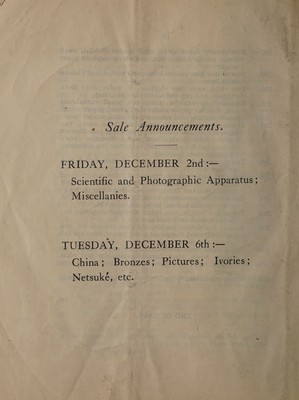 Sale Announcements.
FRIDAY, DECEMBER 2nd :—
Scientific and Photographic Apparatus ;
Miscellanies.
TUESDAY, DECEMBER 6th :—
China ; Bronzes ; Pictures ; Ivories ;
Netsuké, etc.